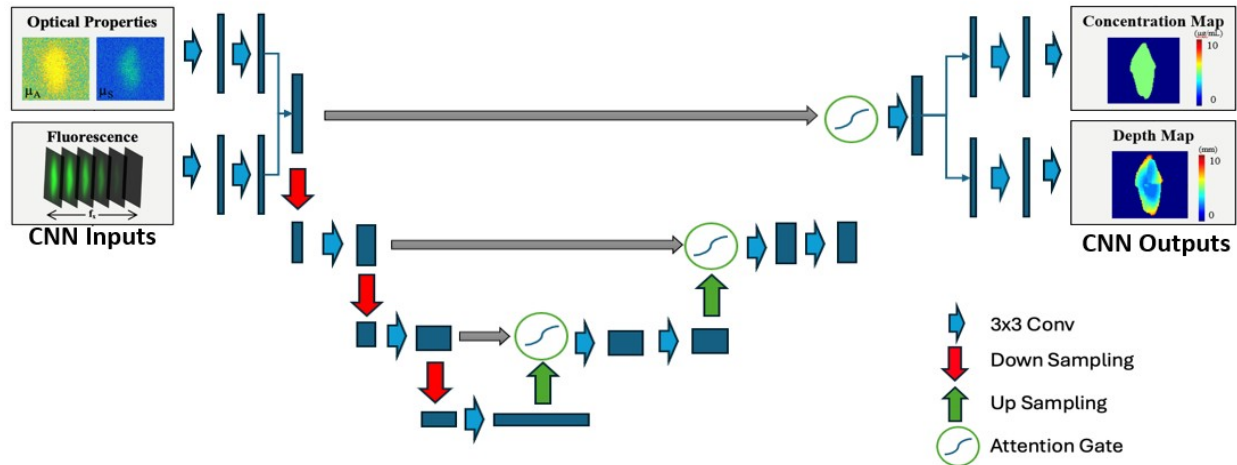 Optical Properties
μA
μS
Fluorescence
fx
CNN Inputs
Concentration Map
(μg/mL)
10
0
Depth Map
(mm)
10
0
CNN Outputs
3x3 Conv
Down Sampling
Up Sampling
Attention Gate